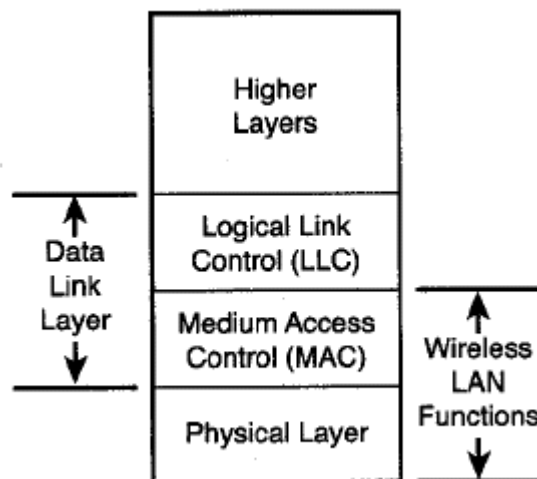 Higher
Layers
Logical Link
Control (LLC)
Data
Link
Layer
Medium Access
Control (MAC)
Wireless
LAN
Functions
Physical Layer